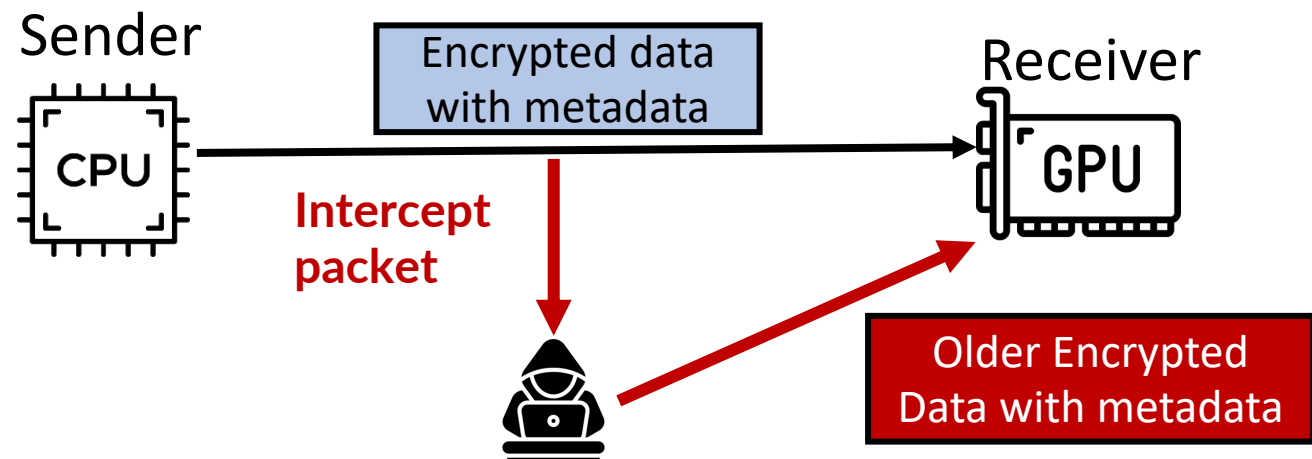 Sender
Encrypted data
with metadata
Receiver
CPU
GPU
Intercept
packet
Older Encrypted
Data with metadata